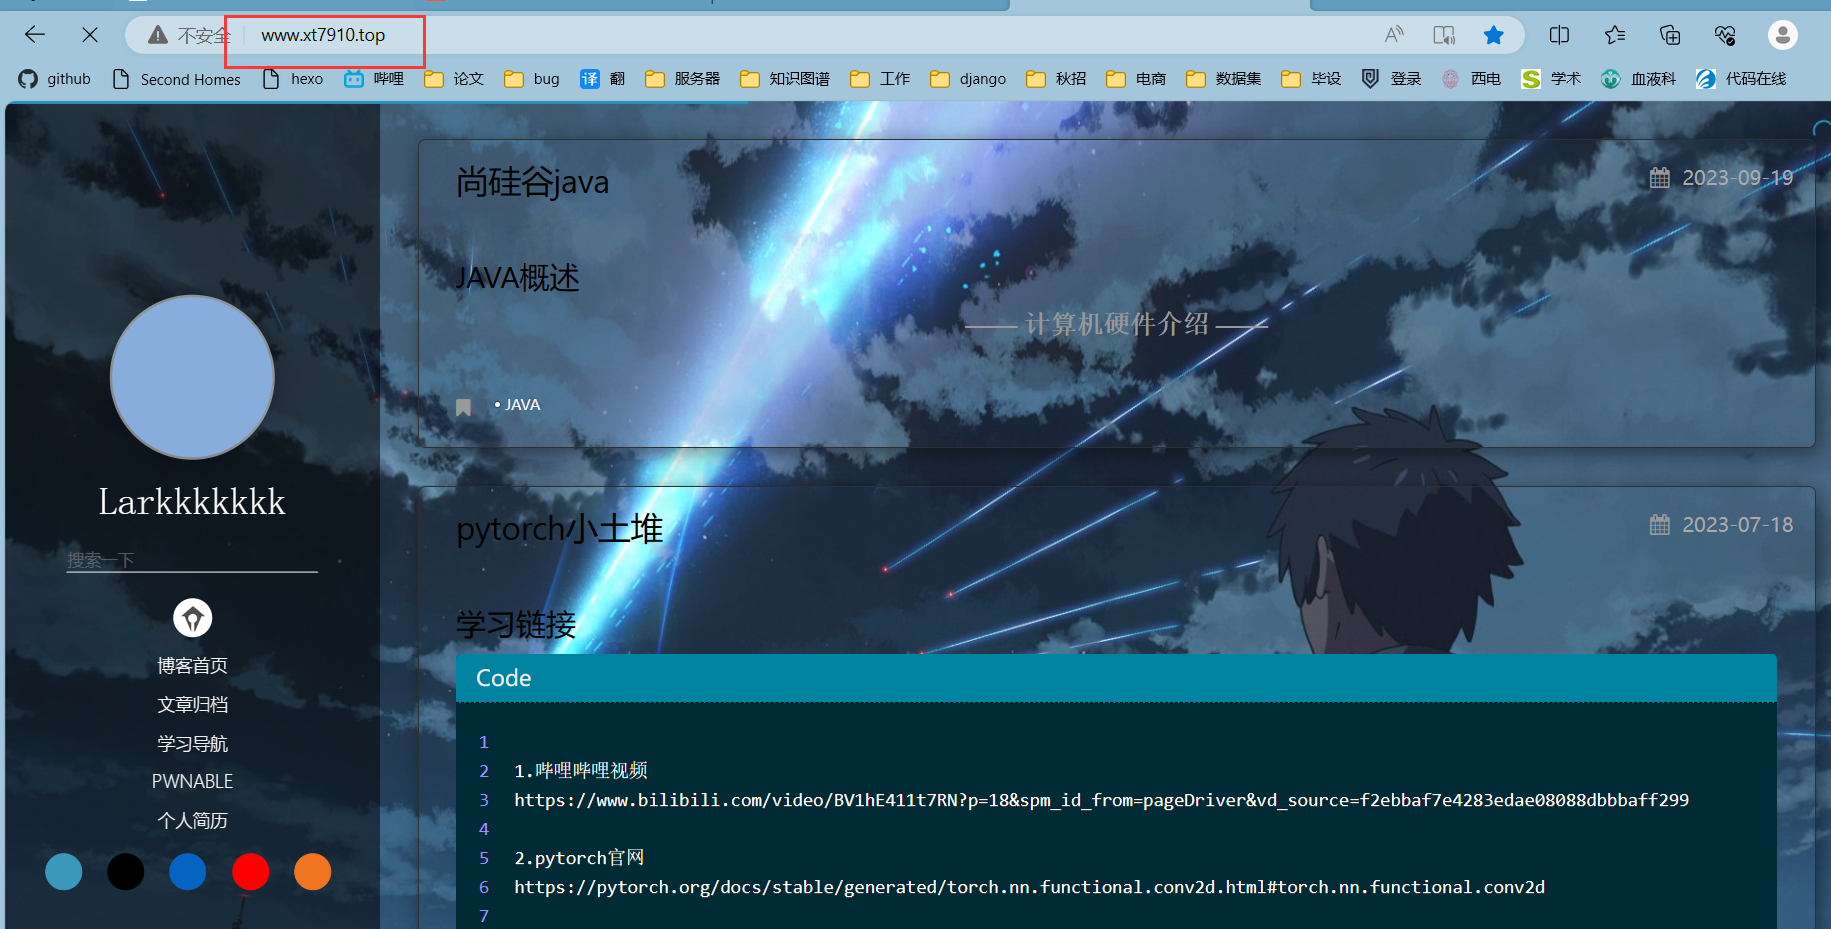 不安全 www.xt7910.top
github Second Homes hexo 哔哩 论文 bug 翻 服务器 知识图谱 工作 django 秋招 电商 数据集 毕设 登录 西电 学术 血液科 代码在线
Larkkkkkkk
搜索一下
博客首页
文章归档
学习导航
PWNABLE
个人简历
尚硅谷java 2023-09-19
JAVA概述
—— 计算机硬件介绍 ——
• JAVA
pytorch小土堆 2023-07-18
学习链接
Code
1
2 1.哔哩哔哩视频
3 https://www.bilibili.com/video/BV1hE411t7RN?p=18&spm_id_from=pageDriver&vd_source=f2ebbaf7e4283edae08088dbbbaff299
4
5 2.pytorch官网
6 https://pytorch.org/docs/stable/generated/torch.nn.functional.conv2d.html#torch.nn.functional.conv2d
7